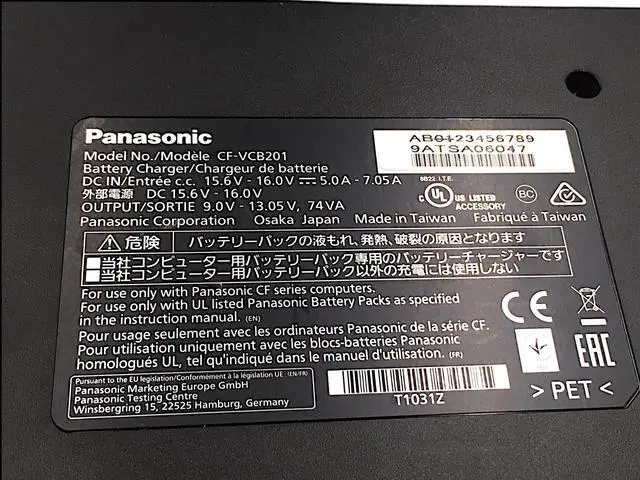 Panasonic
AB0123456789
9ATSA06047
Model No./Modèle CF-VCB201
Battery Charger/Chargeur de batterie
DC IN/Entrée c.c. 15.6V - 16.0V ⎓ 5.0A - 7.05A
外部電源 DC 15.6V - 16.0V
OUTPUT/SORTIE 9.0V - 13.05V, 74VA
8B22 I.T.E.
C UL US LISTED
ACCESSORY
BC
Panasonic Corporation Osaka Japan Made in Taiwan Fabriqué à Taiwan
危険 バッテリーパックの液もれ、発熱、破裂の原因となります
■当社コンピューター用バッテリーパック専用のバッテリーチャージャーです
■当社コンピューター用バッテリーパック以外の充電には使用しない
For use only with Panasonic CF series computers.
For use only with UL listed Panasonic Battery Packs as specified
in the instruction manual. (EN)
Pour usage seulement avec les ordinateurs Panasonic de la série CF.
Pour utilisation uniquement avec les blocs-batteries Panasonic
homologués UL, tel qu'indiqué dans le manuel d'utilisation. (FR)
CE
EAC
Pursuant to the EU legislation/Conformément à la législation UE (EN/FR)
Panasonic Marketing Europe GmbH
Panasonic Testing Centre
Winsbergring 15, 22525 Hamburg, Germany
T1031Z
> PET <